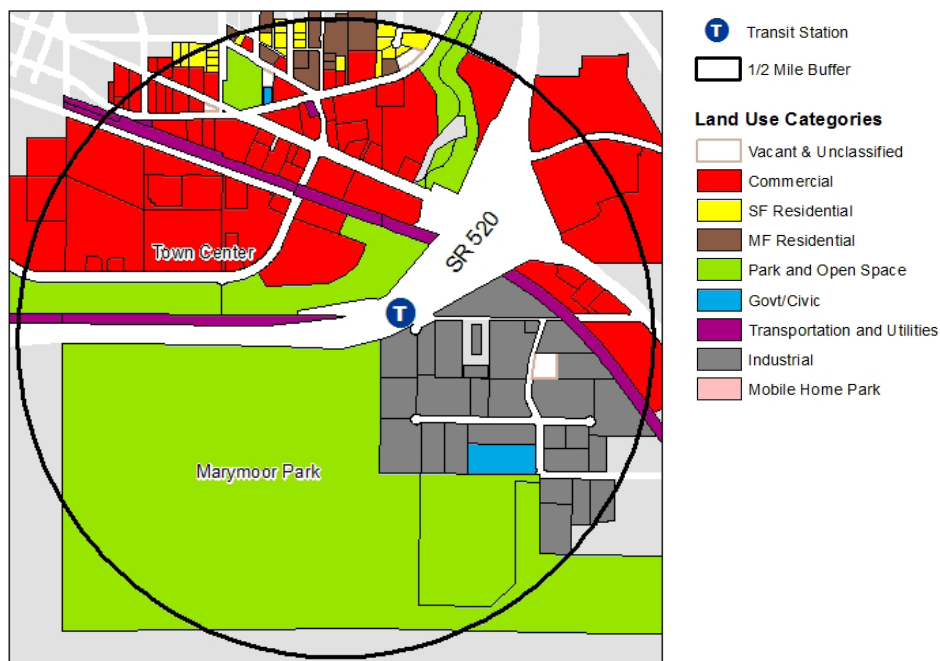 T Transit Station
1/2 Mile Buffer
Land Use Categories
Vacant & Unclassified
Commercial
SF Residential
MF Residential
Park and Open Space
Govt/Civic
Transportation and Utilities
Industrial
Mobile Home Park
Town Center
SR 520
T
Marymoor Park